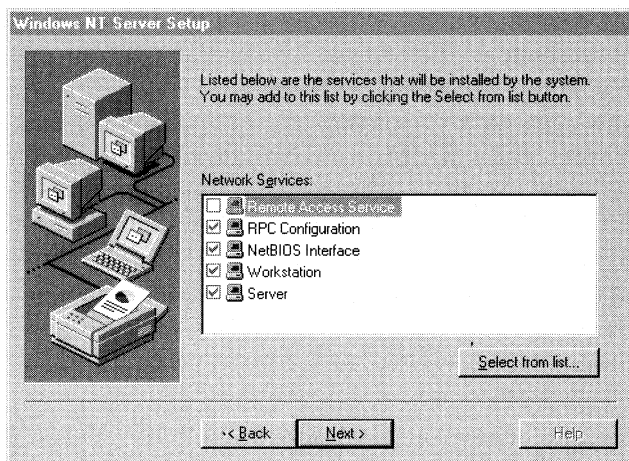 Windows NT Server Setup
Listed below are the services that will be installed by the system.
You may add to this list by clicking the Select from list button.
Network Services:
Remote Access Service
RPC Configuration
NetBIOS Interface
Workstation
Server
Select from list...
< Back
Next >
Help